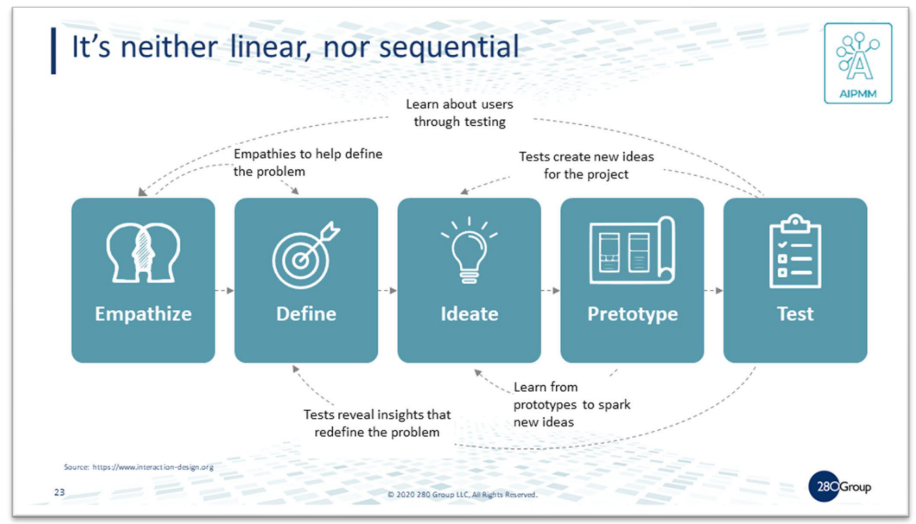 It's neither linear, nor sequential
AIPMM
Learn about users
through testing
Empathies to help define
the problem
Tests create new ideas
for the project
Empathize
Define
Ideate
Pretotype
Test
Learn from
prototypes to spark
new ideas
Tests reveal insights that
redefine the problem
Source: https://www.interaction-design.org
23
© 2020 280 Group LLC, All Rights Reserved.
280Group